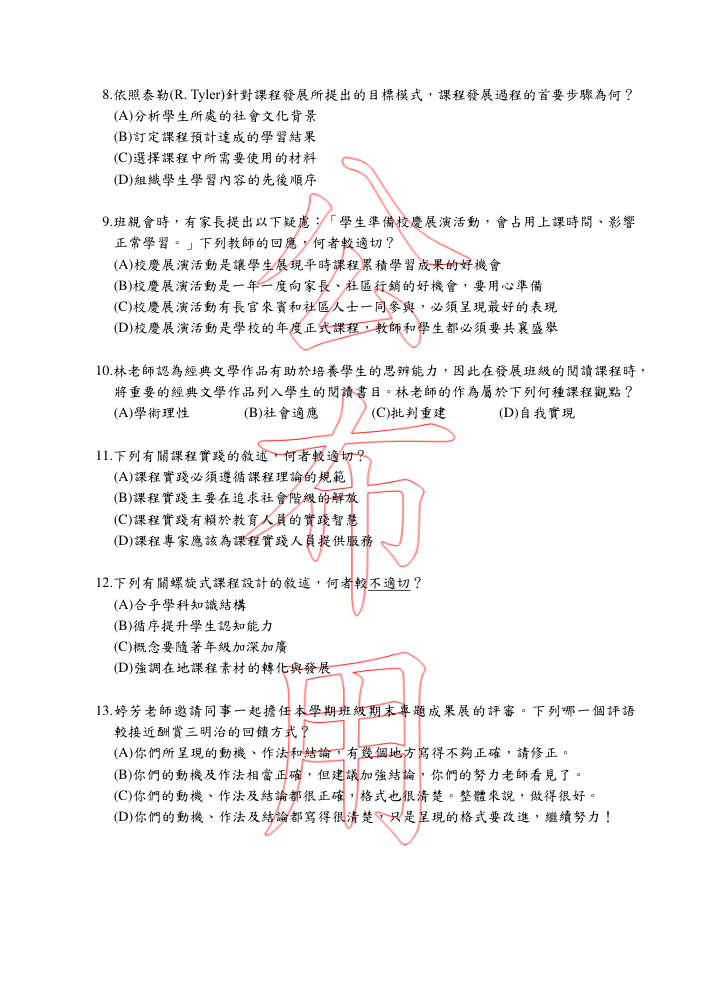 8.依照泰勒(R. Tyler)針對課程發展所提出的目標模式，課程發展過程的首要步驟為何？
(A)分析學生所處的社會文化背景
(B)訂定課程預計達成的學習結果
(C)選擇課程中所需要使用的材料
(D)組織學生學習內容的先後順序
9.班親會時，有家長提出以下疑慮：「學生準備校慶展演活動，會占用上課時間、影響
正常學習。」下列教師的回應，何者較適切？
(A)校慶展演活動是讓學生展現平時課程累積學習成果的好機會
(B)校慶展演活動是一年一度向家長、社區行銷的好機會，要用心準備
(C)校慶展演活動有長官來賓和社區人士一同參與，必須呈現最好的表現
(D)校慶展演活動是學校的年度正式課程，教師和學生都必須要共襄盛舉
10.林老師認為經典文學作品有助於培養學生的思辨能力，因此在發展班級的閱讀課程時，
將重要的經典文學作品列入學生的閱讀書目。林老師的作為屬於下列何種課程觀點？
(A)學術理性 (B)社會適應 (C)批判重建 (D)自我實現
11.下列有關課程實踐的敘述，何者較適切？
(A)課程實踐必須遵循課程理論的規範
(B)課程實踐主要在追求社會階級的解放
(C)課程實踐有賴於教育人員的實踐智慧
(D)課程專家應該為課程實踐人員提供服務
12.下列有關螺旋式課程設計的敘述，何者較不適切？
(A)合乎學科知識結構
(B)循序提升學生認知能力
(C)概念要隨著年級加深加廣
(D)強調在地課程素材的轉化與發展
13.婷芳老師邀請同事一起擔任本學期班級期末專題成果展的評審。下列哪一個評語
較接近酬賞三明治的回饋方式？
(A)你們所呈現的動機、作法和結論，有幾個地方寫得不夠正確，請修正。
(B)你們的動機及作法相當正確，但建議加強結論，你們的努力老師看見了。
(C)你們的動機、作法及結論都很正確，格式也很清楚。整體來說，做得很好。
(D)你們的動機、作法及結論都寫得很清楚，只是呈現的格式要改進，繼續努力！
公布用